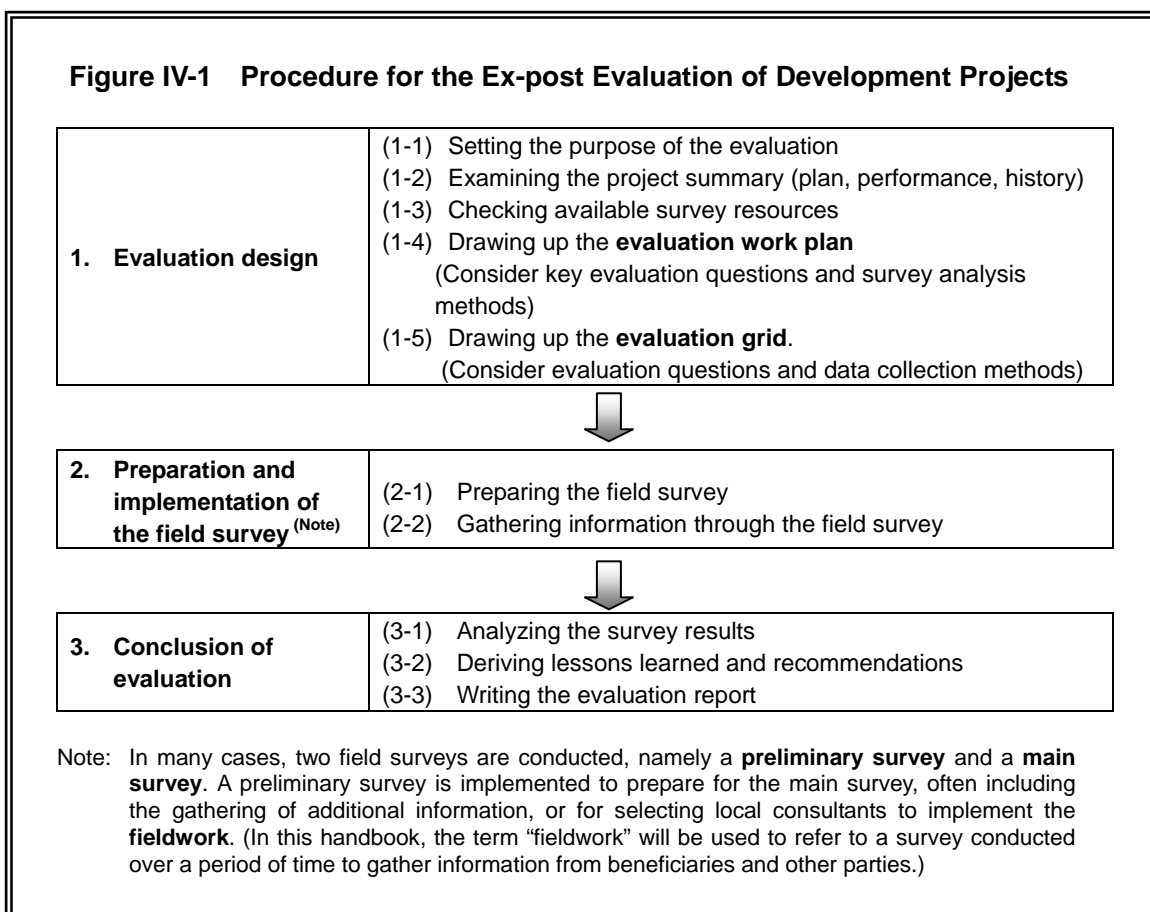 Figure IV-1 Procedure for the Ex-post Evaluation of Development Projects
1. Evaluation design
(1-1) Setting the purpose of the evaluation
(1-2) Examining the project summary (plan, performance, history)
(1-3) Checking available survey resources
(1-4) Drawing up the evaluation work plan
(Consider key evaluation questions and survey analysis
methods)
(1-5) Drawing up the evaluation grid.
(Consider evaluation questions and data collection methods)
2. Preparation and
implementation of
the field survey (Note)
(2-1) Preparing the field survey
(2-2) Gathering information through the field survey
3. Conclusion of
evaluation
(3-1) Analyzing the survey results
(3-2) Deriving lessons learned and recommendations
(3-3) Writing the evaluation report
Note: In many cases, two field surveys are conducted, namely a preliminary survey and a main
survey. A preliminary survey is implemented to prepare for the main survey, often including
the gathering of additional information, or for selecting local consultants to implement the
fieldwork. (In this handbook, the term “fieldwork” will be used to refer to a survey conducted
over a period of time to gather information from beneficiaries and other parties.)